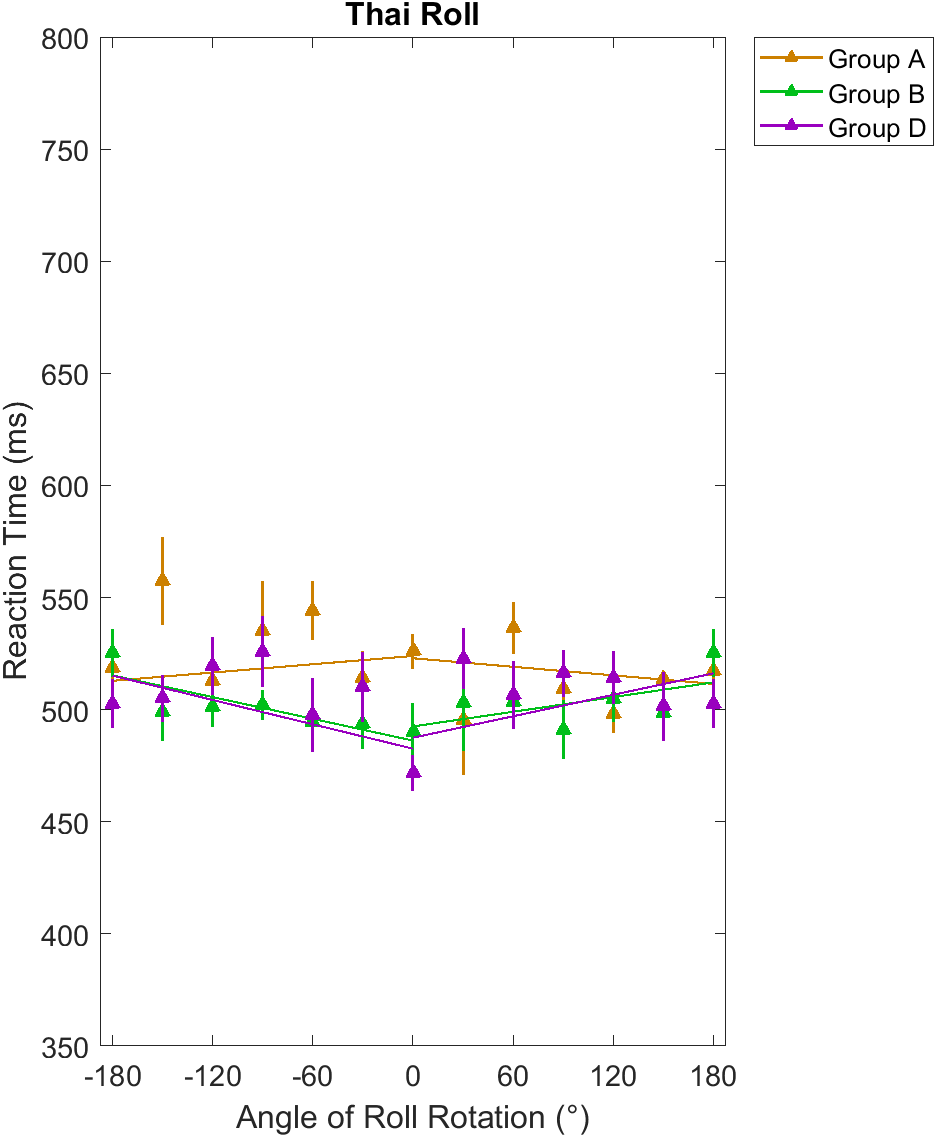 Thai Roll
800
750
700
650
600
550
500
450
400
350
Reaction Time (ms)
-180 -120 -60 0 60 120 180
Angle of Roll Rotation (°)
Group A
Group B
Group D